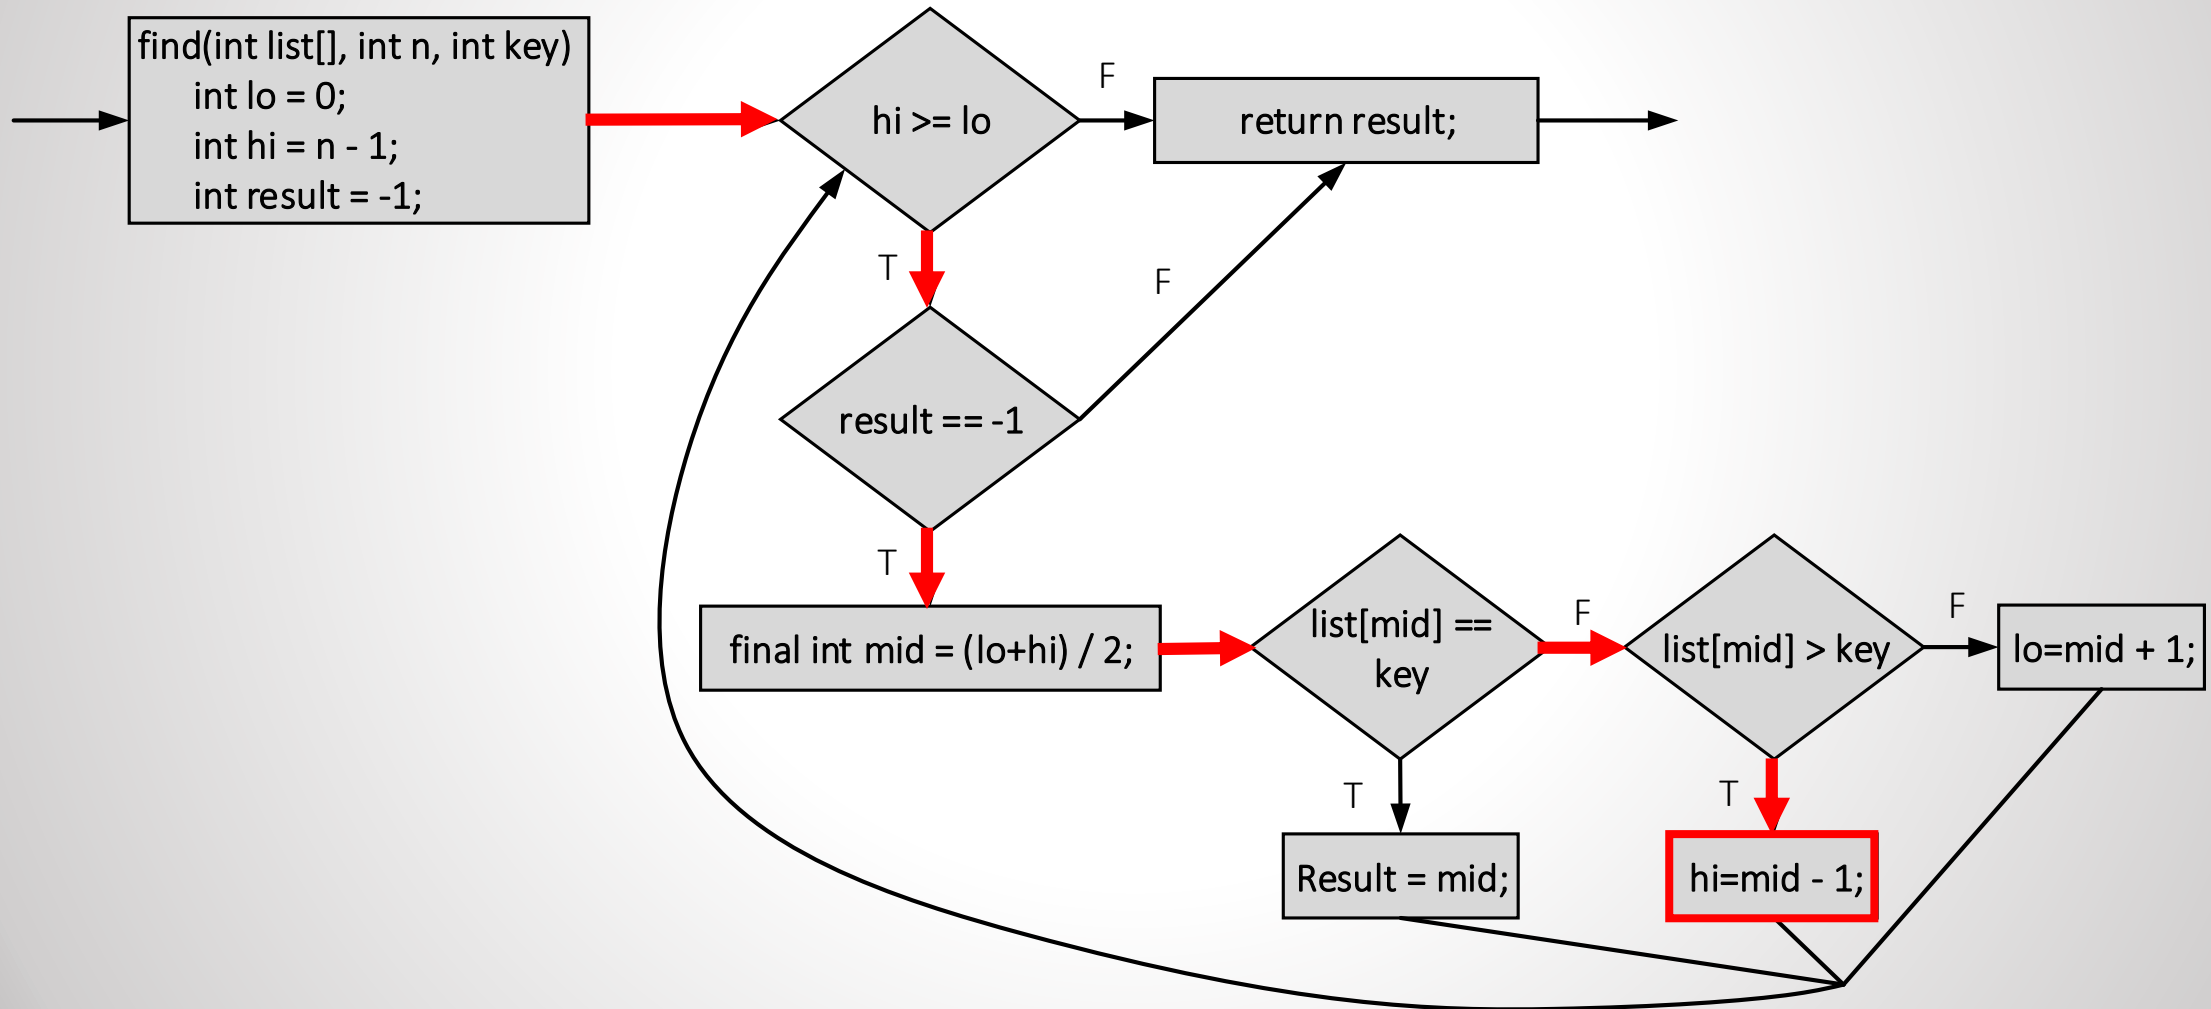 find(int list[], int n, int key)
int lo = 0;
int hi = n - 1;
int result = -1;
hi >= lo
F
return result;
T
F
result == -1
T
final int mid = (lo+hi) / 2;
list[mid] ==
key
F
list[mid] > key
F
lo=mid + 1;
T
Result = mid;
T
hi=mid - 1;